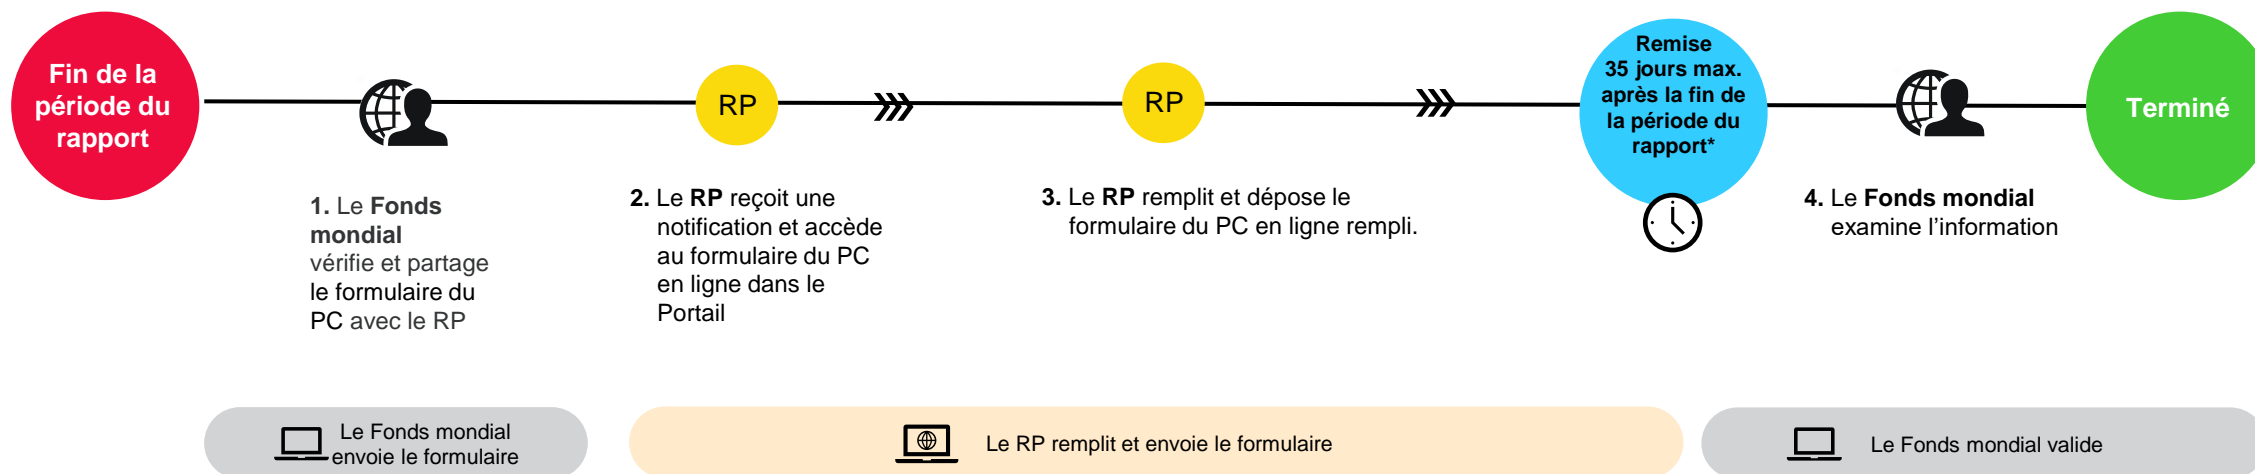 Fin de la
période du
rapport
RP
RP
Remise
35 jours max.
après la fin de
la période du
rapport*
Terminé
1. Le Fonds
mondial
vérifie et partage
le formulaire du
PC avec le RP
2. Le RP reçoit une
notification et accède
au formulaire du PC
en ligne dans le
Portail
3. Le RP remplit et dépose le
formulaire du PC en ligne rempli.
4. Le Fonds mondial
examine l’information
Le Fonds mondial
envoie le formulaire
Le RP remplit et envoie le formulaire
Le Fonds mondial valide